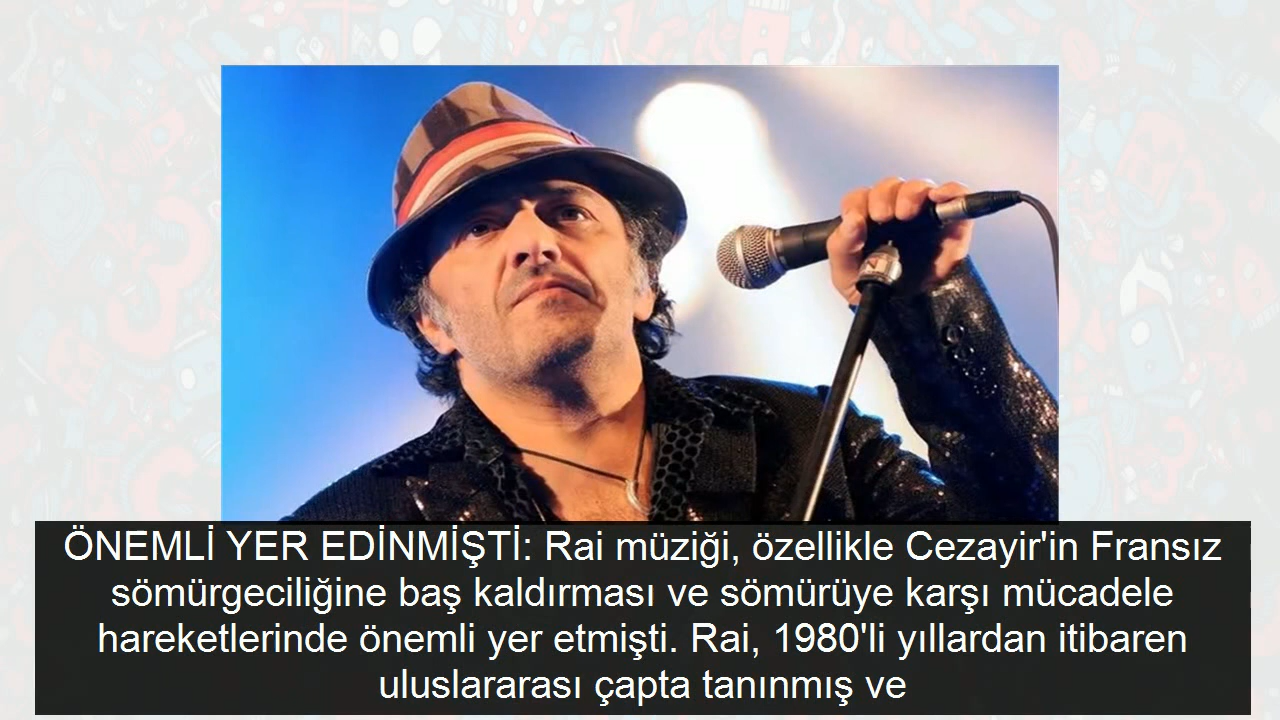 ÖNEMLİ YER EDİNMİŞTİ: Rai müziği, özellikle Cezayir'in Fransız
sömürgeciliğine baş kaldırması ve sömürüye karşı mücadele
hareketlerinde önemli yer etmişti. Rai, 1980'li yıllardan itibaren
uluslararası çapta tanınmış ve